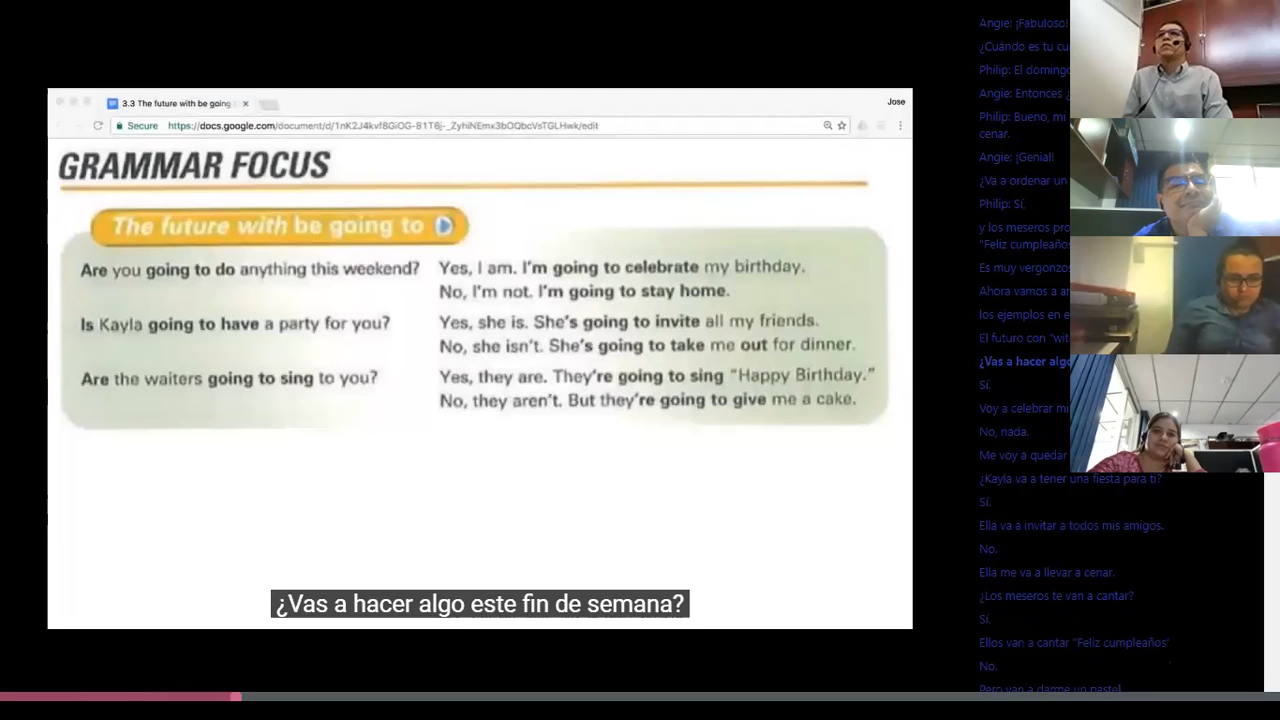 3.3 The future with be going
Jose
Secure
https://docs.google.com/document/d/1nK2J4kvf8GiOG-81T6j-_ZyhiNEmx3bOQbcVsTGLHwk/edit
GRAMMAR FOCUS
The future with be going to
Are you going to do anything this weekend?
Yes, I am. I'm going to celebrate my birthday.
No, I'm not. I'm going to stay home.
Is Kayla going to have a party for you?
Yes, she is. She's going to invite all my friends.
No, she isn't. She's going to take me out for dinner.
Are the waiters going to sing to you?
Yes, they are. They're going to sing "Happy Birthday."
No, they aren't. But they're going to give me a cake.
¿Vas a hacer algo este fin de semana?
Angie: ¡Fabuloso!
¿Cuándo es tu cu
Philip: El domingo
Angie: Entonces ¿
Philip: Bueno, mi
cenar.
Angie: ¡Genial!
¿Va a ordenar un
Philip: Sí,
y los meseros pro
"Feliz cumpleaños
Es muy vergonzos
Ahora vamos a an
los ejemplos en e
El futuro con "wit
¿Vas a hacer algo
Sí.
Voy a celebrar mi
No, nada.
Me voy a quedar
¿Kayla va a tener una fiesta para ti?
Sí.
Ella va a invitar a todos mis amigos.
No.
Ella me va a llevar a cenar.
¿Los meseros te van a cantar?
Sí.
Ellos van a cantar "Feliz cumpleaños"
No.
Pero van a darme un pastel.